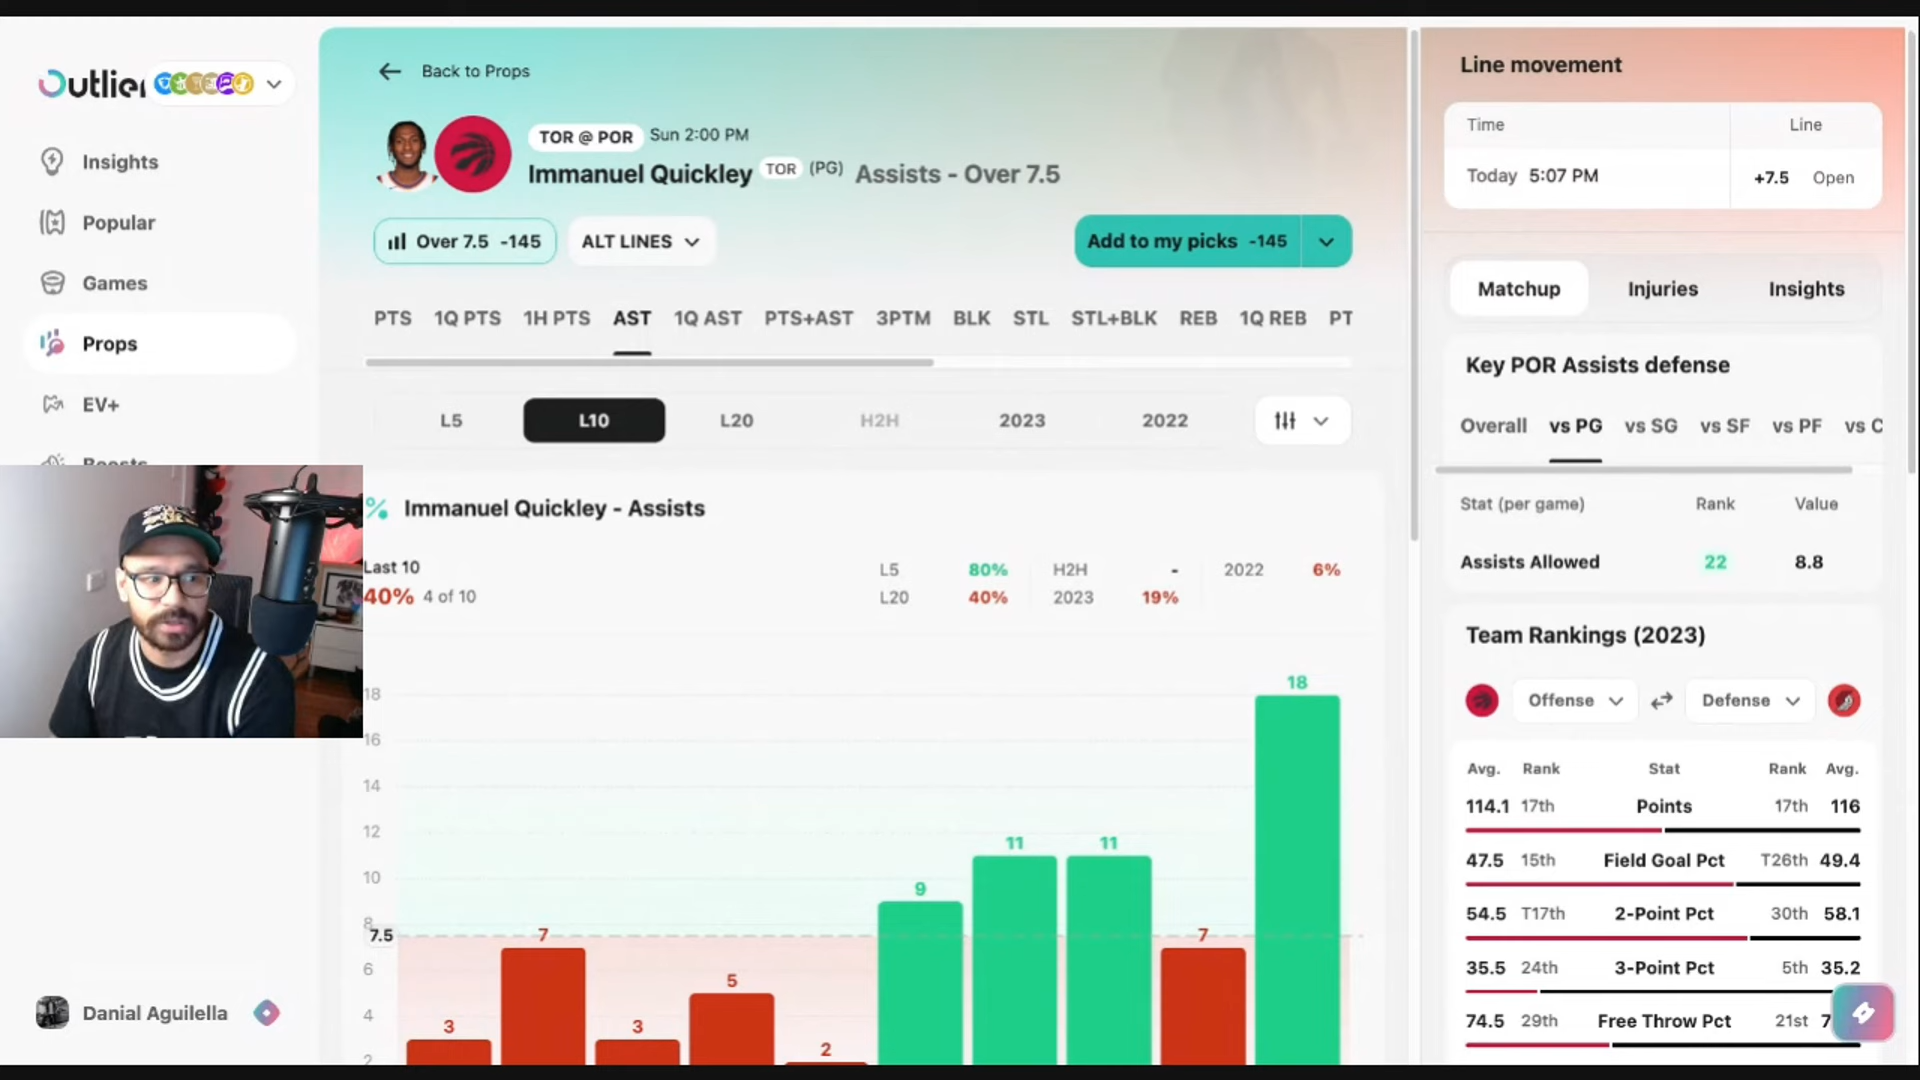 Outlier
Insights
Popular
Games
Props
EV+
Boosts
Danial Aguilella
Back to Props
TOR @ POR Sun 2:00 PM
Immanuel Quickley TOR (PG) Assists - Over 7.5
Over 7.5 -145
ALT LINES
Add to my picks -145
PTS 1Q PTS 1H PTS AST 1Q AST PTS+AST 3PTM BLK STL STL+BLK REB 1Q REB PT
L5 L10 L20 H2H 2023 2022
Immanuel Quickley - Assists
Last 10
40% 4 of 10
L5 80% H2H - 2022 6%
L20 40% 2023 19%
18
16
14
12
10
8
7.5
6
4
2
3
7
3
5
2
9
11
11
7
18
Line movement
Time Line
Today 5:07 PM +7.5 Open
Matchup Injuries Insights
Key POR Assists defense
Overall vs PG vs SG vs SF vs PF vs C
Stat (per game) Rank Value
Assists Allowed 22 8.8
Team Rankings (2023)
Offense Defense
Avg. Rank Stat Rank Avg.
114.1 17th Points 17th 116
47.5 15th Field Goal Pct T26th 49.4
54.5 T17th 2-Point Pct 30th 58.1
35.5 24th 3-Point Pct 5th 35.2
74.5 29th Free Throw Pct 21st 7